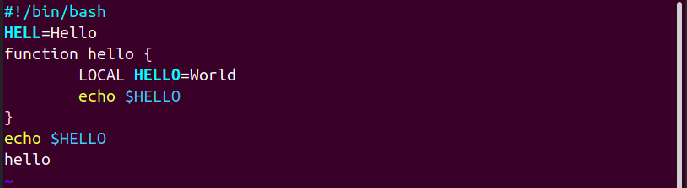 #!/bin/bash
HELL=Hello
function hello {
        LOCAL HELLO=World
        echo $HELLO
}
echo $HELLO
hello
~